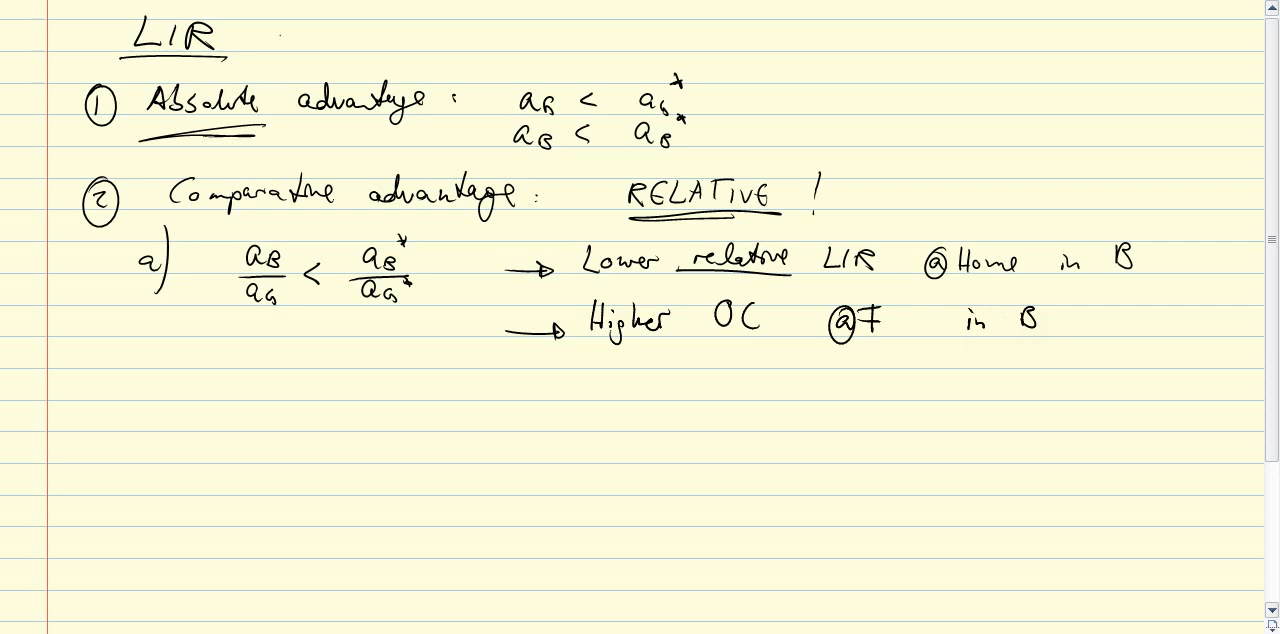 LIR
① Absolute advantage : a_G < a_G*
a_B < a_B*
② Comparative advantage : RELATIVE !
a) a_B/a_G < a_B*/a_G* → Lower relative LIR @ Home in B
→ Higher OC @ F in B